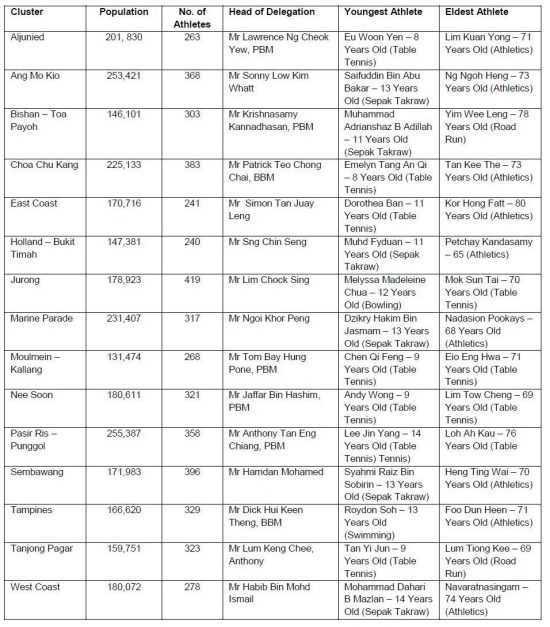 Cluster Population No. of Athletes Head of Delegation Youngest Athlete Eldest Athlete
Aljunied 201, 830 263 Mr Lawrence Ng Cheok Yew, PBM Eu Woon Yen – 8 Years Old (Table Tennis) Lim Kuan Yong – 71 Years Old (Athletics)
Ang Mo Kio 253,421 368 Mr Sonny Low Kim Whatt Saifuddin Bin Abu Bakar – 13 Years Old (Sepak Takraw) Ng Ngoh Heng – 73 Years Old (Athletics)
Bishan – Toa Payoh 146,101 303 Mr Krishnasamy Kannadhasan, PBM Muhammad Adrianshaz B Adillah – 11 Years Old (Sepak Takraw) Yim Wee Leng – 78 Years Old (Road Run)
Choa Chu Kang 225,133 383 Mr Patrick Teo Chong Chai, BBM Emelyn Tang An Qi – 8 Years Old (Table Tennis) Tan Kee The – 73 Years Old (Athletics)
East Coast 170,716 241 Mr Simon Tan Juay Leng Dorothea Ban – 11 Years Old (Table Tennis) Kor Hong Fatt – 80 Years Old (Athletics)
Holland – Bukit Timah 147,381 240 Mr Sng Chin Seng Muhd Fyduan – 11 Years Old (Sepak Takraw) Petchay Kandasamy – 65 (Athletics)
Jurong 178,923 419 Mr Lim Chock Sing Melyssa Madeleine Chua – 12 Years Old (Bowling) Mok Sun Tai – 70 Years Old (Table Tennis)
Marine Parade 231,407 317 Mr Ngoi Khor Peng Dzikry Hakim Bin Jasmam – 13 Years Old (Sepak Takraw) Nadasion Pookays – 68 Years Old (Athletics)
Moulmein – Kallang 131,474 268 Mr Tom Bay Hung Pone, PBM Chen Qi Feng – 9 Years Old (Table Tennis) Eio Eng Hwa – 71 Years Old (Table Tennis)
Nee Soon 180,611 321 Mr Jaffar Bin Hashim, PBM Andy Wong – 9 Years Old (Table Tennis) Lim Tow Cheng – 69 Years Old (Table Tennis)
Pasir Ris – Punggol 255,387 358 Mr Anthony Tan Eng Chiang, PBM Lee Jin Yang – 14 Years Old (Table Tennis) Tennis) Loh Ah Kau – 76 Years Old (Table
Sembawang 171,983 396 Mr Hamdan Mohamed Syahmi Raiz Bin Sobirin – 13 Years Old (Sepak Takraw) Heng Ting Wai – 70 Years Old (Athletics)
Tampines 166,620 329 Mr Dick Hui Keen Theng, BBM Roydon Soh – 13 Years Old (Swimming) Foo Dun Heen – 71 Years Old (Athletics)
Tanjong Pagar 159,751 323 Mr Lum Keng Chee, Anthony Tan Yi Jun – 9 Years Old (Table Tennis) Lum Tiong Kee – 69 Years Old (Road Run)
West Coast 180,072 278 Mr Habib Bin Mohd Ismail Mohammad Dahari B Mazlan – 14 Years Old (Sepak Takraw) Navaratnasingam – 74 Years Old (Athletics)